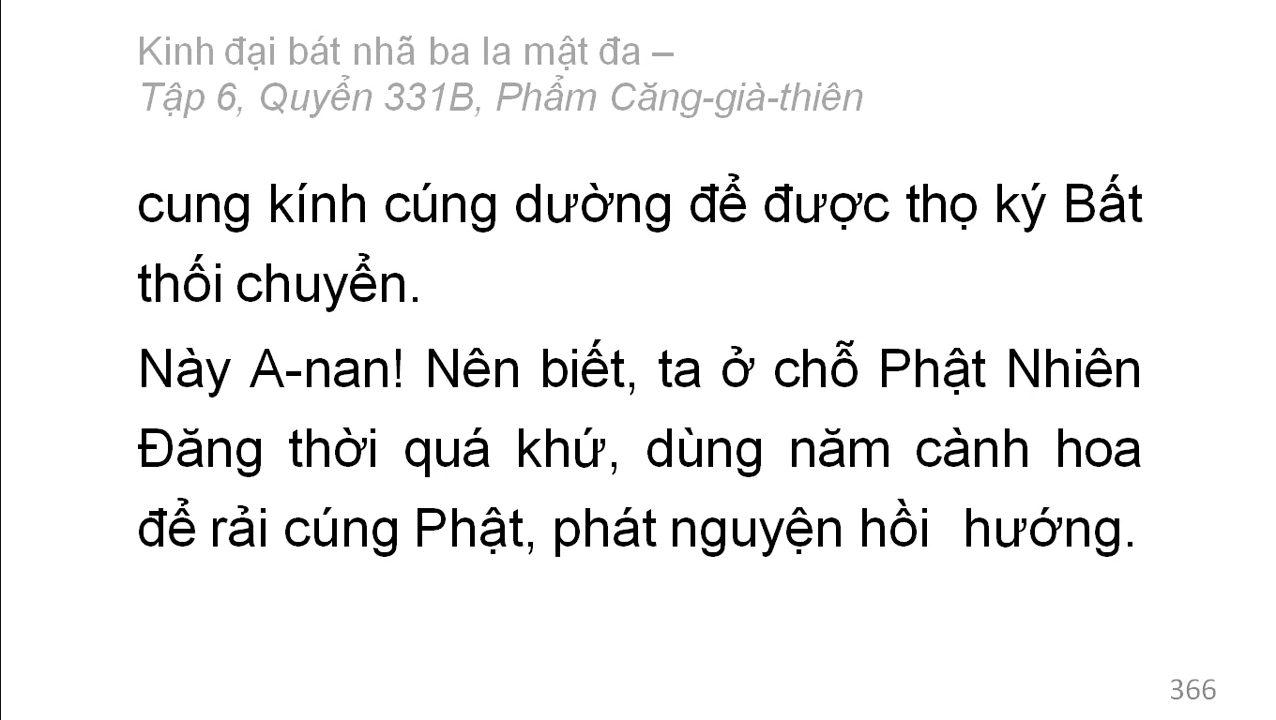 Kinh đại bát nhã ba la mật đa –
Tập 6, Quyển 331B, Phẩm Căng-già-thiên
cung kính cúng dường để được thọ ký Bất
thối chuyển.
Này A-nan! Nên biết, ta ở chỗ Phật Nhiên
Đăng thời quá khứ, dùng năm cành hoa
để rải cúng Phật, phát nguyện hồi hướng.
366